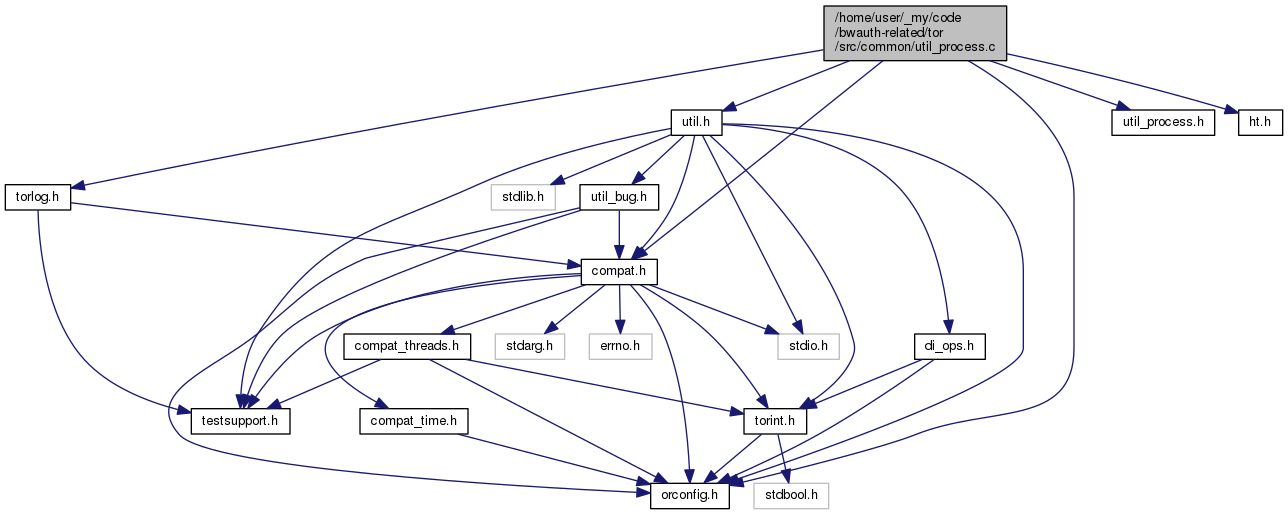 /home/user/_my/code
/bwauth-related/tor
/src/common/util_process.c
util.h
util_process.h
ht.h
torlog.h
stdlib.h
util_bug.h
compat.h
compat_threads.h
stdarg.h
errno.h
stdio.h
di_ops.h
testsupport.h
compat_time.h
torint.h
orconfig.h
stdbool.h